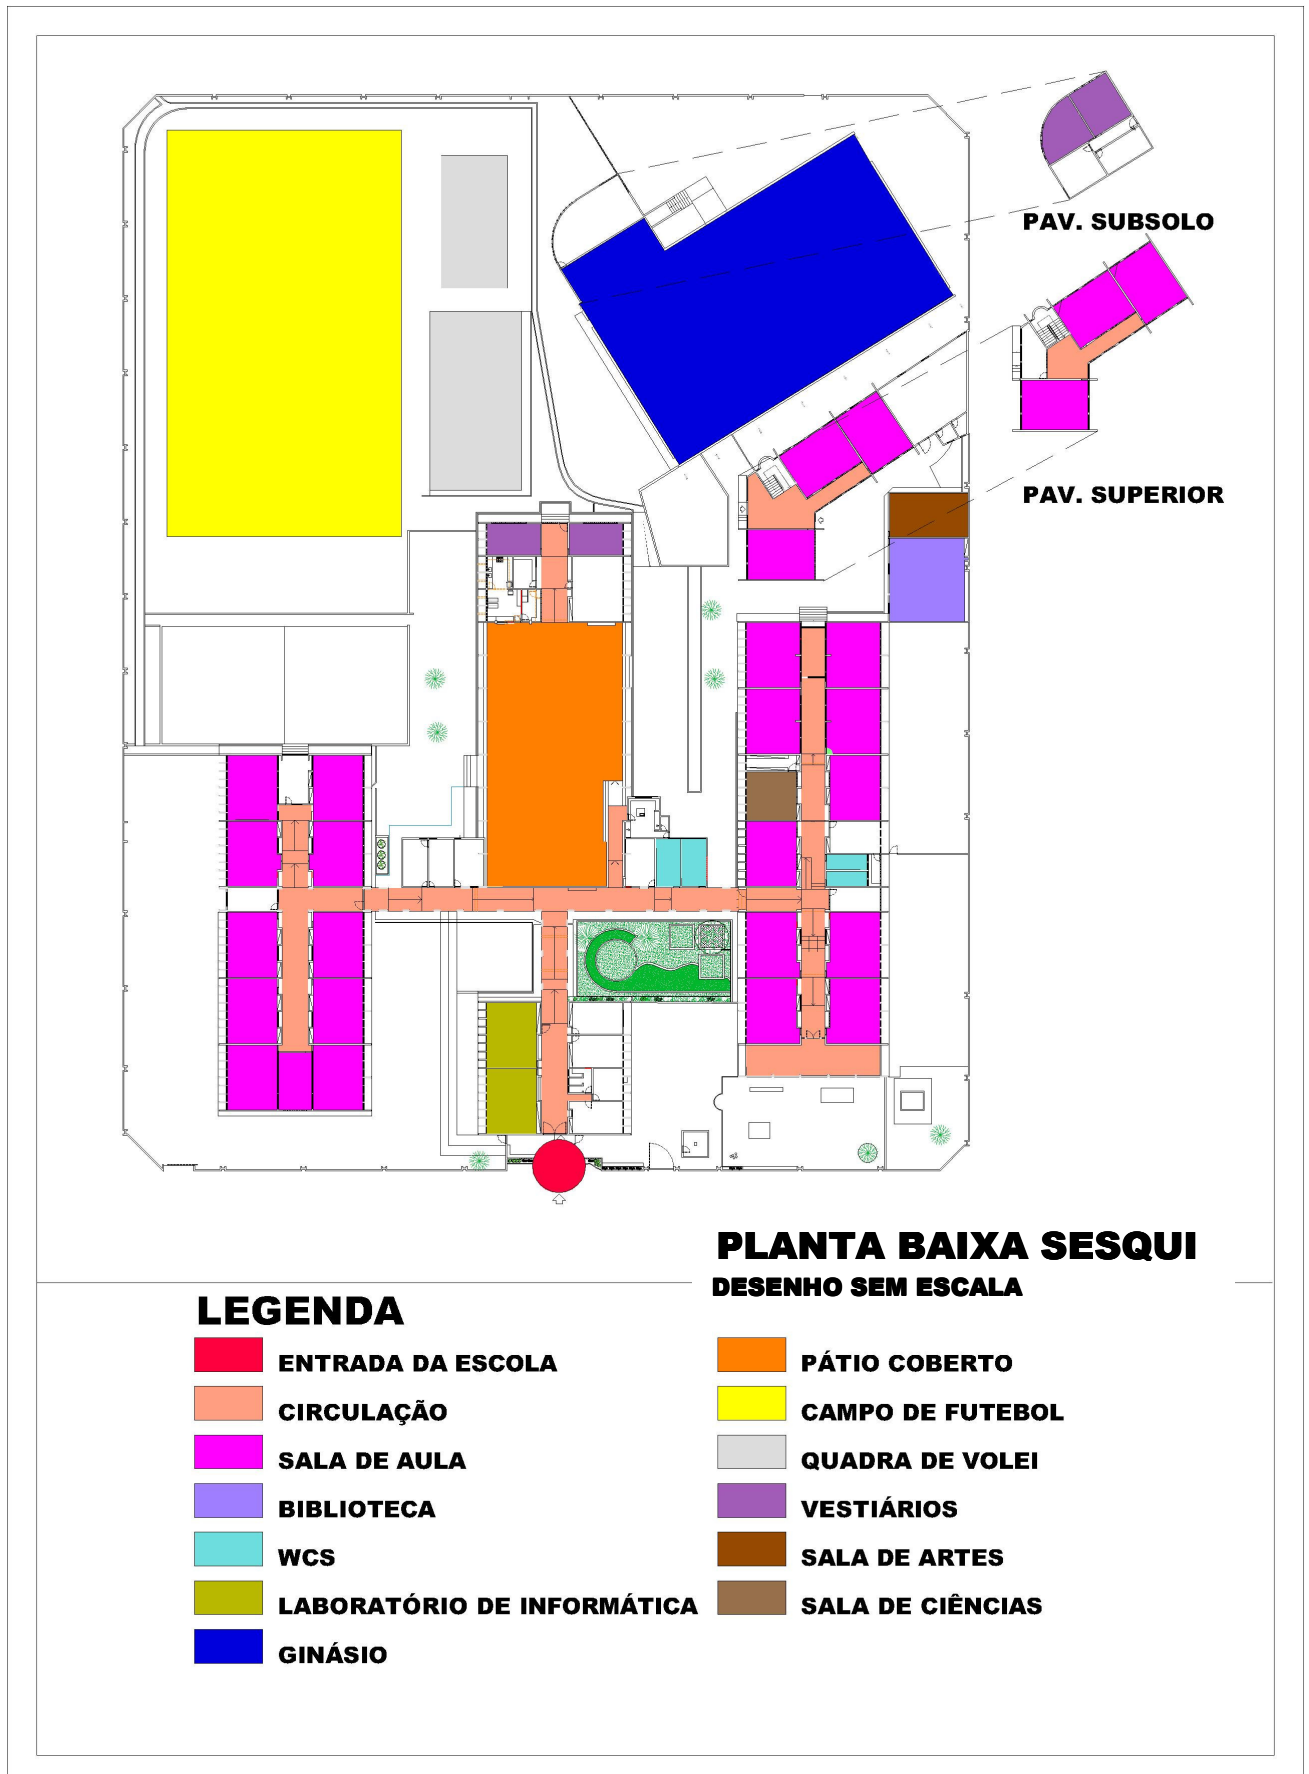 PAV. SUBSOLO
PAV. SUPERIOR
PLANTA BAIXA SESQUI
DESENHO SEM ESCALA
LEGENDA
ENTRADA DA ESCOLA
CIRCULAÇÃO
SALA DE AULA
BIBLIOTECA
WCS
LABORATÓRIO DE INFORMÁTICA
GINÁSIO
PÁTIO COBERTO
CAMPO DE FUTEBOL
QUADRA DE VOLEI
VESTIÁRIOS
SALA DE ARTES
SALA DE CIÊNCIAS